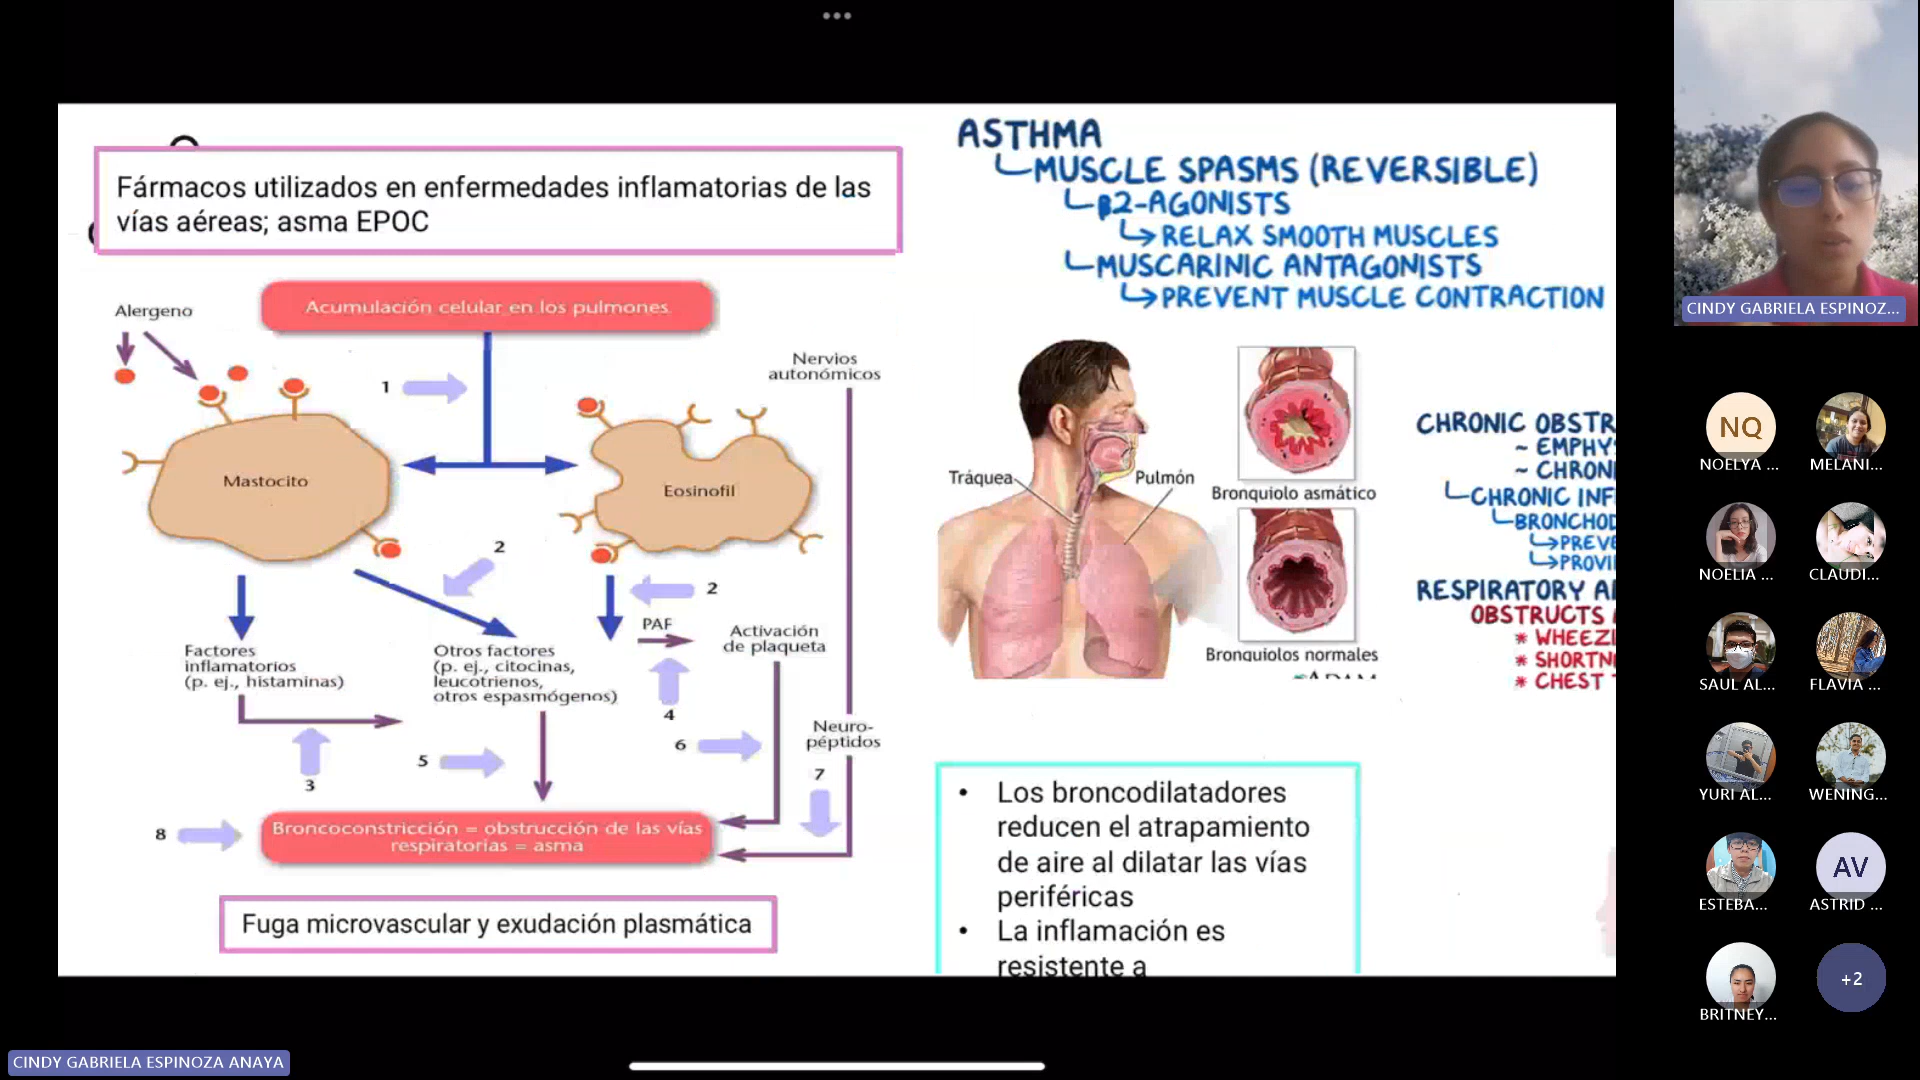 Fármacos utilizados en enfermedades inflamatorias de las
vías aéreas; asma EPOC
Acumulación celular en los pulmones
Alergeno
Nervios
autonómicos
1
Mastocito
Eosinofil
2
2
PAF
Activación
de plaqueta
Factores
inflamatorios
(p. ej., histaminas)
Otros factores
(p. ej., citocinas,
leucotrienos,
otros espasmógenos)
4
3
5
6
Neuro-
péptidos
7
8
Broncoconstricción = obstrucción de las vías
respiratorias = asma
Fuga microvascular y exudación plasmática
ASTHMA
MUSCLE SPASMS (REVERSIBLE)
β2-AGONISTS
RELAX SMOOTH MUSCLES
MUSCARINIC ANTAGONISTS
PREVENT MUSCLE CONTRACTION
Tráquea
Pulmón
Bronquiolo asmático
Bronquiolos normales
CHRONIC OBSTR
~ EMPHY
~ CHRON
CHRONIC INF
BRONCHOD
PREVE
PROVI
RESPIRATORY
OBSTRUCTS
* WHEEZI
* SHORTN
* CHEST
• Los broncodilatadores
reducen el atrapamiento
de aire al dilatar las vías
periféricas
• La inflamación es
resistente a
CINDY GABRIELA ESPINOZ...
NQ
NOELYA ...
MELANI...
NOELIA ...
CLAUDI...
SAUL AL...
FLAVIA ...
YURI AL...
WENING...
ESTEBA...
AV
ASTRID ...
BRITNEY...
+2
CINDY GABRIELA ESPINOZA ANAYA